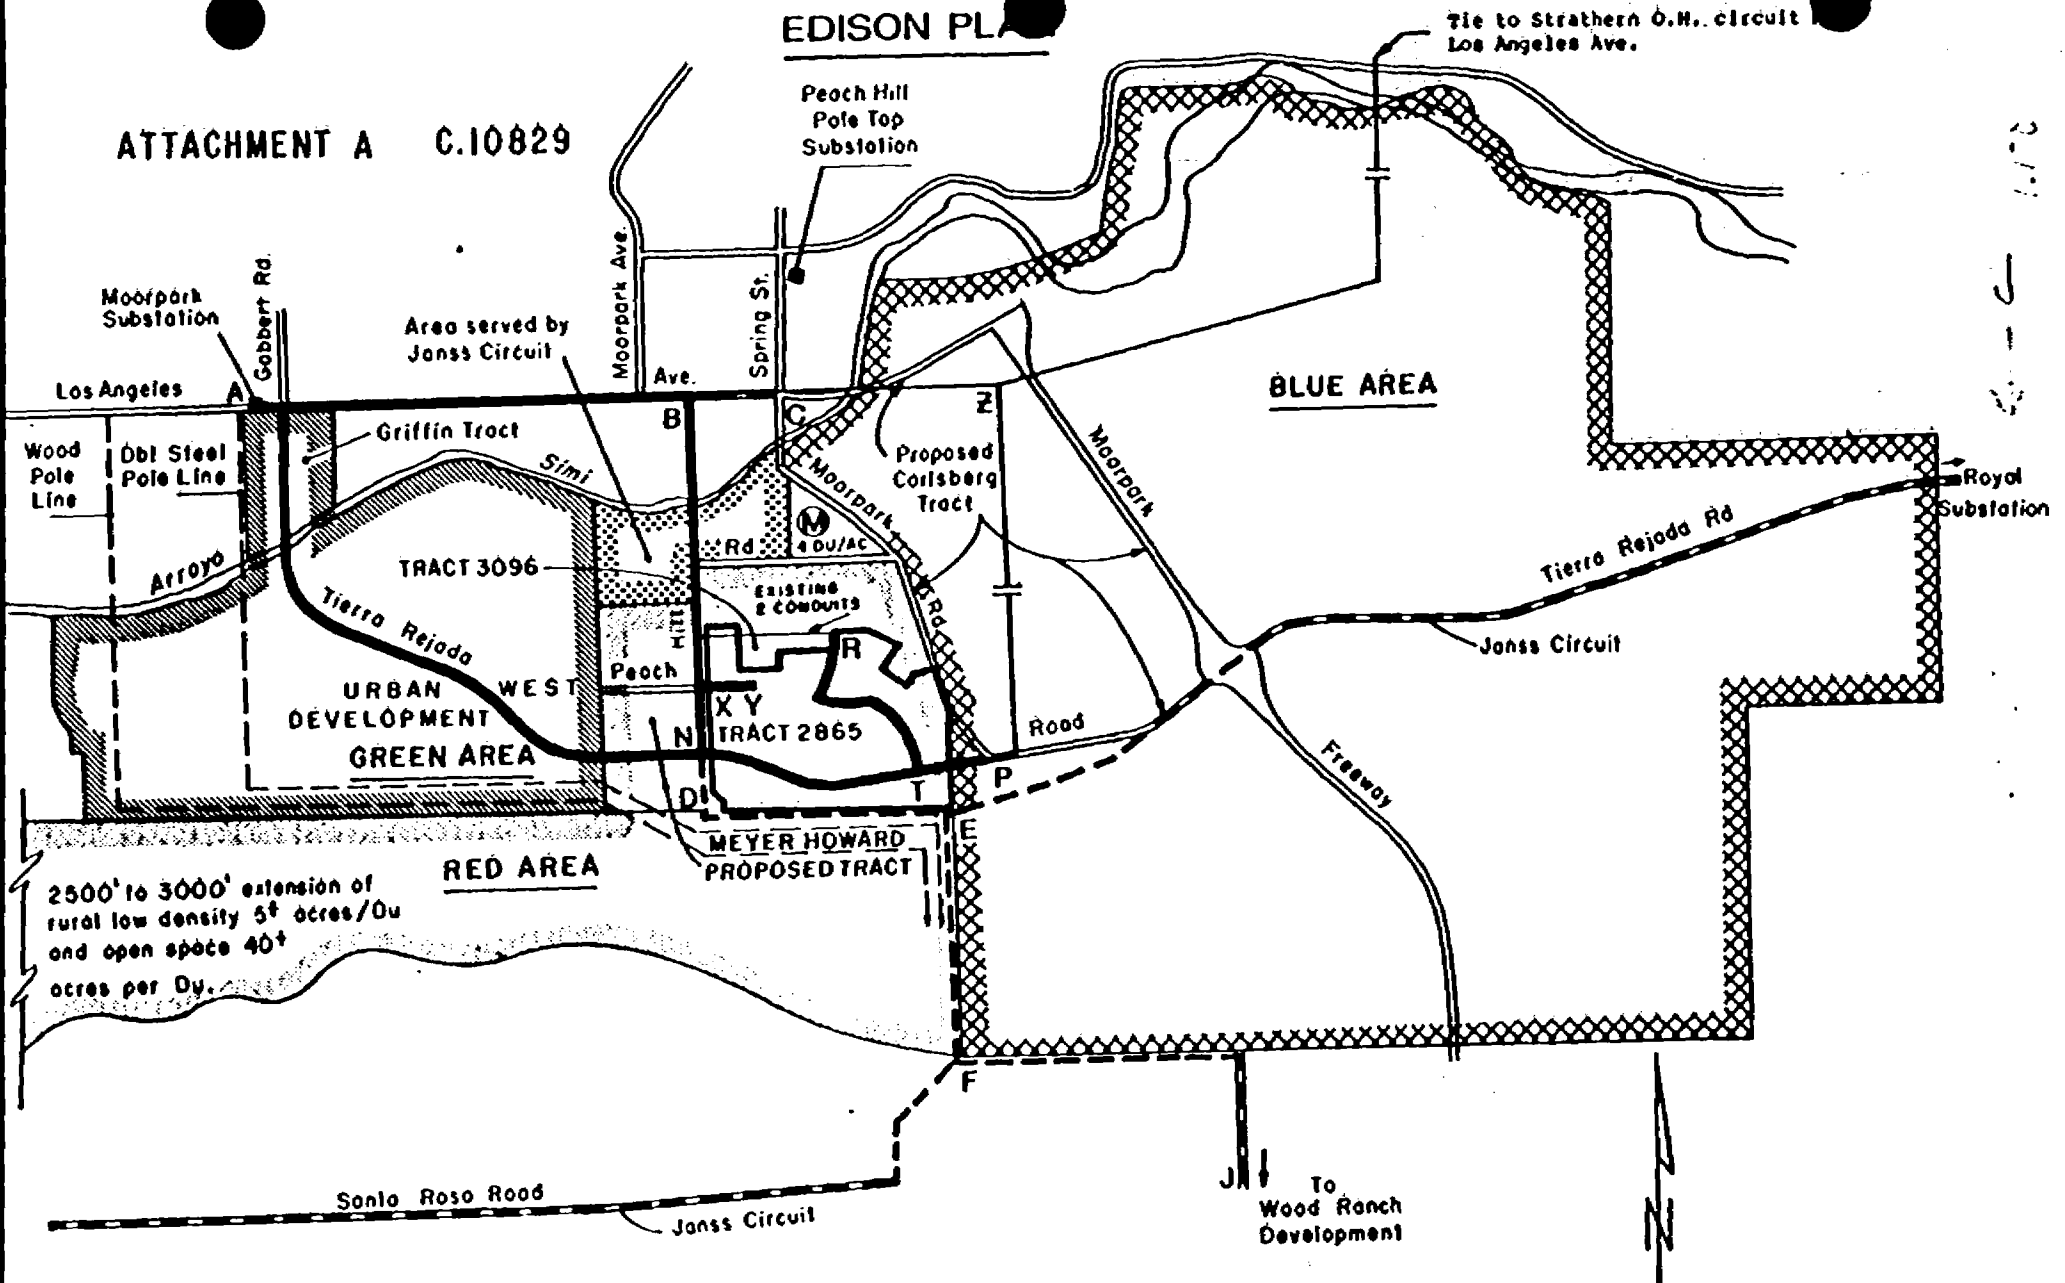 EDISON PLA
Tie to Strathern O.H. circuit
Los Angeles Ave.
Peach Hill
Pole Top
Substation
ATTACHMENT A C.10829
Moorpark
Substation
Gabbert Rd.
Area served by
Janss Circuit
Moorpark Ave.
Spring St.
Los Angeles
A
Ave.
B
C
Z
BLUE AREA
Griffin Tract
Wood
Pole
Line
Dbl Steel
Pole Line
Simi
Moorpark
Proposed
Carlsberg
Tract
Moorpark
Royal
Substation
M
4 DU/AC
Rd
Arroyo
TRACT 3096
EXISTING
2 CONDUITS
Rd.
Tierra Rejada Rd
Tierra Rejada
Janss Circuit
R
Peach
Hill
URBAN WEST
DEVELOPMENT
X Y
TRACT 2865
N
Road
GREEN AREA
P
Freeway
D
T
E
MEYER HOWARD
PROPOSED TRACT
RED AREA
2500' to 3000' extension of
rural low density 5± acres/Du
and open space 40±
acres per Du.
F
J
To
Wood Ranch
Development
Santa Rosa Road
Janss Circuit
N